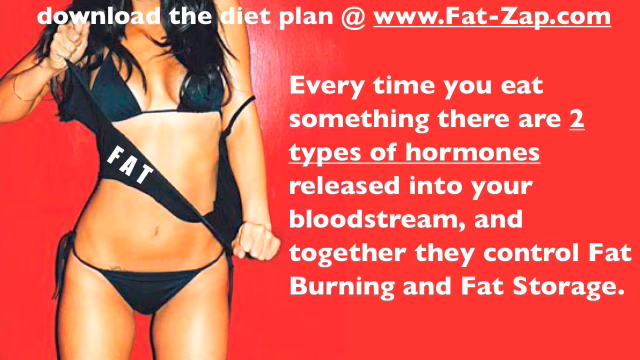 download the diet plan @ www.Fat-Zap.com
Every time you eat
something there are 2
types of hormones
released into your
bloodstream, and
together they control Fat
Burning and Fat Storage.
FAT